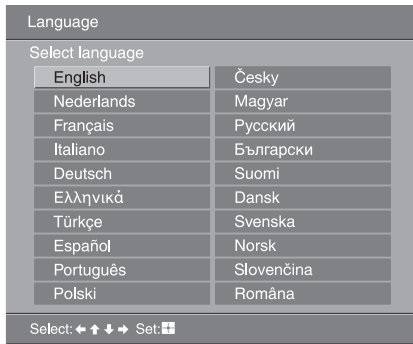 Language
Select language
English
Nederlands
Français
Italiano
Deutsch
Ελληνικά
Türkçe
Español
Português
Polski
Česky
Magyar
Русский
Български
Suomi
Dansk
Svenska
Norsk
Slovenčina
Româna
Select: ← ↑ ↓ → Set: